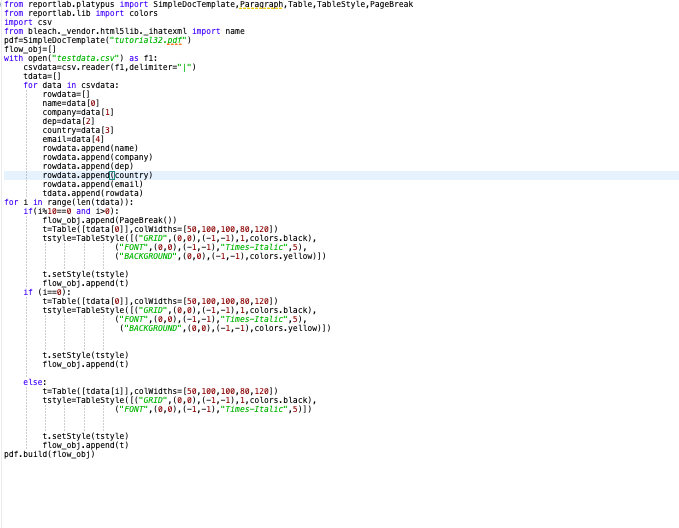 from reportlab.platypus import SimpleDocTemplate,Paragraph,Table,TableStyle,PageBreak
from reportlab.lib import colors
import csv
from bleach._vendor.html5lib._ihatexml import name
pdf=SimpleDocTemplate("tutorial32.pdf")
flow_obj=[]
with open("testdata.csv") as f1:
    csvdata=csv.reader(f1,delimiter="|")
    tdata=[]
    for data in csvdata:
        rowdata=[]
        name=data[0]
        company=data[1]
        dep=data[2]
        country=data[3]
        email=data[4]
        rowdata.append(name)
        rowdata.append(company)
        rowdata.append(dep)
        rowdata.append(country)
        rowdata.append(email)
        tdata.append(rowdata)
for i in range(len(tdata)):
    if(i%10==0 and i>0):
        flow_obj.append(PageBreak())
        t=Table([tdata[0]],colWidths=[50,100,100,80,120])
        tstyle=TableStyle([("GRID",(0,0),(-1,-1),1,colors.black),
                       ("FONT",(0,0),(-1,-1),"Times-Italic",5),
                       ("BACKGROUND",(0,0),(-1,-1),colors.yellow)])
        t.setStyle(tstyle)
        flow_obj.append(t)
    if (i==0):
        t=Table([tdata[0]],colWidths=[50,100,100,80,120])
        tstyle=TableStyle([("GRID",(0,0),(-1,-1),1,colors.black),
                       ("FONT",(0,0),(-1,-1),"Times-Italic",5),
                        ("BACKGROUND",(0,0),(-1,-1),colors.yellow)])
        t.setStyle(tstyle)
        flow_obj.append(t)
    else:
        t=Table([tdata[i]],colWidths=[50,100,100,80,120])
        tstyle=TableStyle([("GRID",(0,0),(-1,-1),1,colors.black),
                       ("FONT",(0,0),(-1,-1),"Times-Italic",5)])
        t.setStyle(tstyle)
        flow_obj.append(t)
pdf.build(flow_obj)